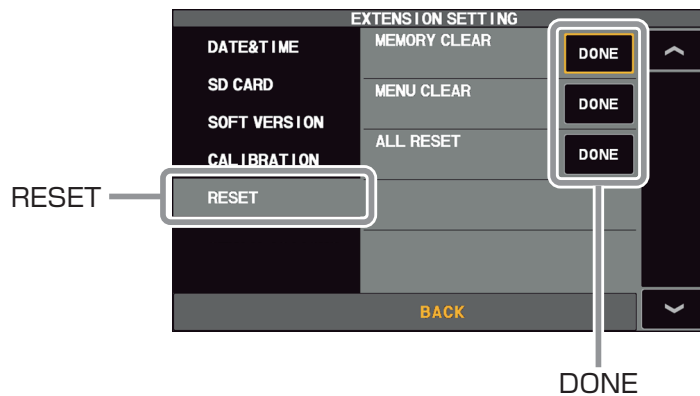 EXTENSION SETTING
DATE&TIME
SD CARD
SOFT VERSION
CALIBRATION
RESET
MEMORY CLEAR
DONE
MENU CLEAR
DONE
ALL RESET
DONE
BACK
RESET
DONE